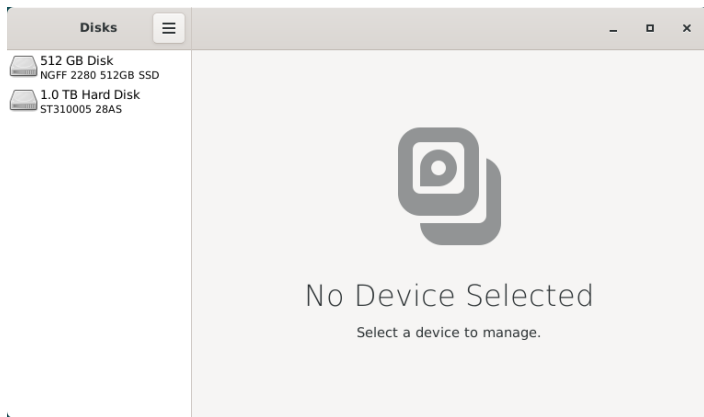 Disks
512 GB Disk
NGFF 2280 512GB SSD
1.0 TB Hard Disk
ST310005 28AS
No Device Selected
Select a device to manage.